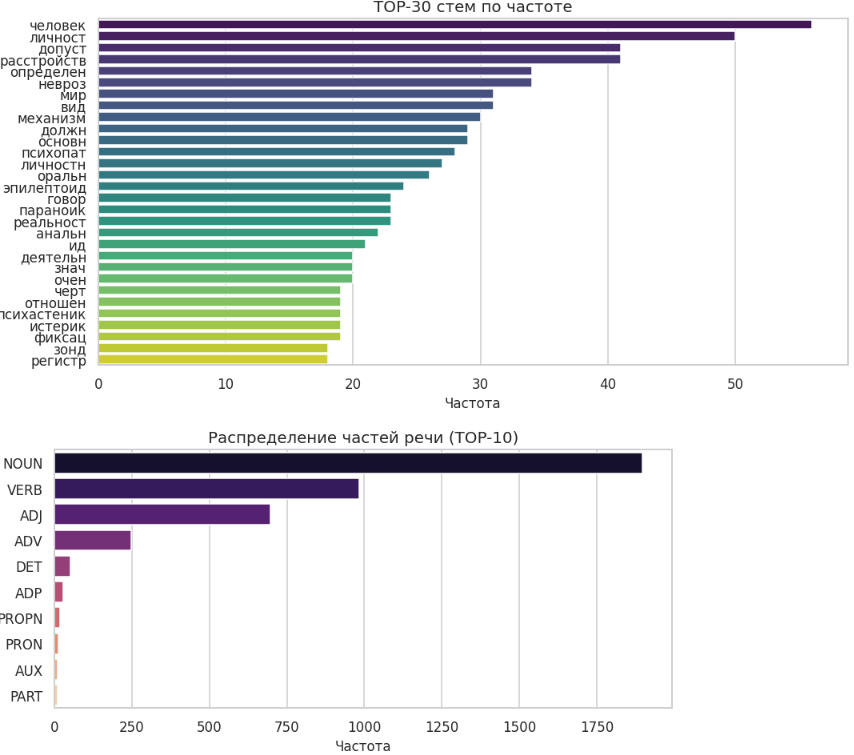 TOP-30 стем по частоте
человек
личност
допуст
расстройств
определен
невроз
мир
вид
механизм
должн
основн
психопат
личностн
оральн
эпилептоид
говор
параноик
реальност
анальн
ид
деятельн
знач
очен
черт
отношен
психастеник
истерик
фиксац
зонд
регистр
0 10 20 30 40 50
Частота
Распределение частей речи (TOP-10)
NOUN
VERB
ADJ
ADV
DET
ADP
PROPN
PRON
AUX
PART
0 250 500 750 1000 1250 1500 1750
Частота